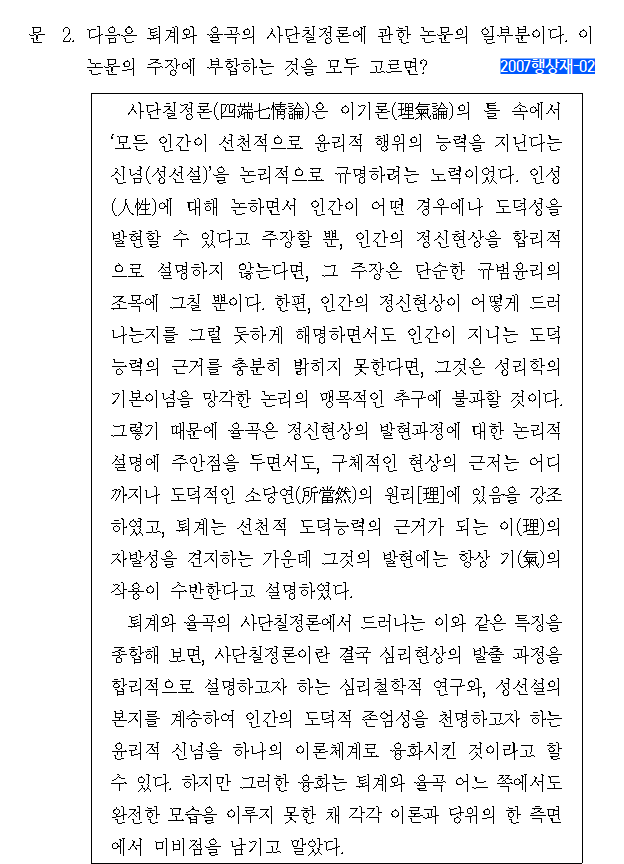 문 2. 다음은 퇴계와 율곡의 사단칠정론에 관한 논문의 일부분이다. 이
논문의 주장에 부합하는 것을 모두 고르면? 2007행상재-02
사단칠정론(四端七情論)은 이기론(理氣論)의 틀 속에서
‘모든 인간이 선천적으로 윤리적 행위의 능력을 지닌다는
신념(성선설)’을 논리적으로 규명하려는 노력이었다. 인성
(人性)에 대해 논하면서 인간이 어떤 경우에나 도덕성을
발현할 수 있다고 주장할 뿐, 인간의 정신현상을 합리적
으로 설명하지 않는다면, 그 주장은 단순한 규범윤리의
조목에 그칠 뿐이다. 한편, 인간의 정신현상이 어떻게 드러
나는지를 그럴 듯하게 해명하면서도 인간이 지니는 도덕
능력의 근거를 충분히 밝히지 못한다면, 그것은 성리학의
기본이념을 망각한 논리의 맹목적인 추구에 불과할 것이다.
그렇기 때문에 율곡은 정신현상의 발현과정에 대한 논리적
설명에 주안점을 두면서도, 구체적인 현상의 근저는 어디
까지나 도덕적인 소당연(所當然)의 원리[理]에 있음을 강조
하였고, 퇴계는 선천적 도덕능력의 근거가 되는 이(理)의
자발성을 견지하는 가운데 그것의 발현에는 항상 기(氣)의
작용이 수반한다고 설명하였다.
퇴계와 율곡의 사단칠정론에서 드러나는 이와 같은 특징을
종합해 보면, 사단칠정론이란 결국 심리현상의 발출 과정을
합리적으로 설명하고자 하는 심리철학적 연구와, 성선설의
본지를 계승하여 인간의 도덕적 존엄성을 천명하고자 하는
윤리적 신념을 하나의 이론체계로 융화시킨 것이라고 할
수 있다. 하지만 그러한 융화는 퇴계와 율곡 어느 쪽에서도
완전한 모습을 이루지 못한 채 각각 이론과 당위의 한 측면
에서 미비점을 남기고 말았다.